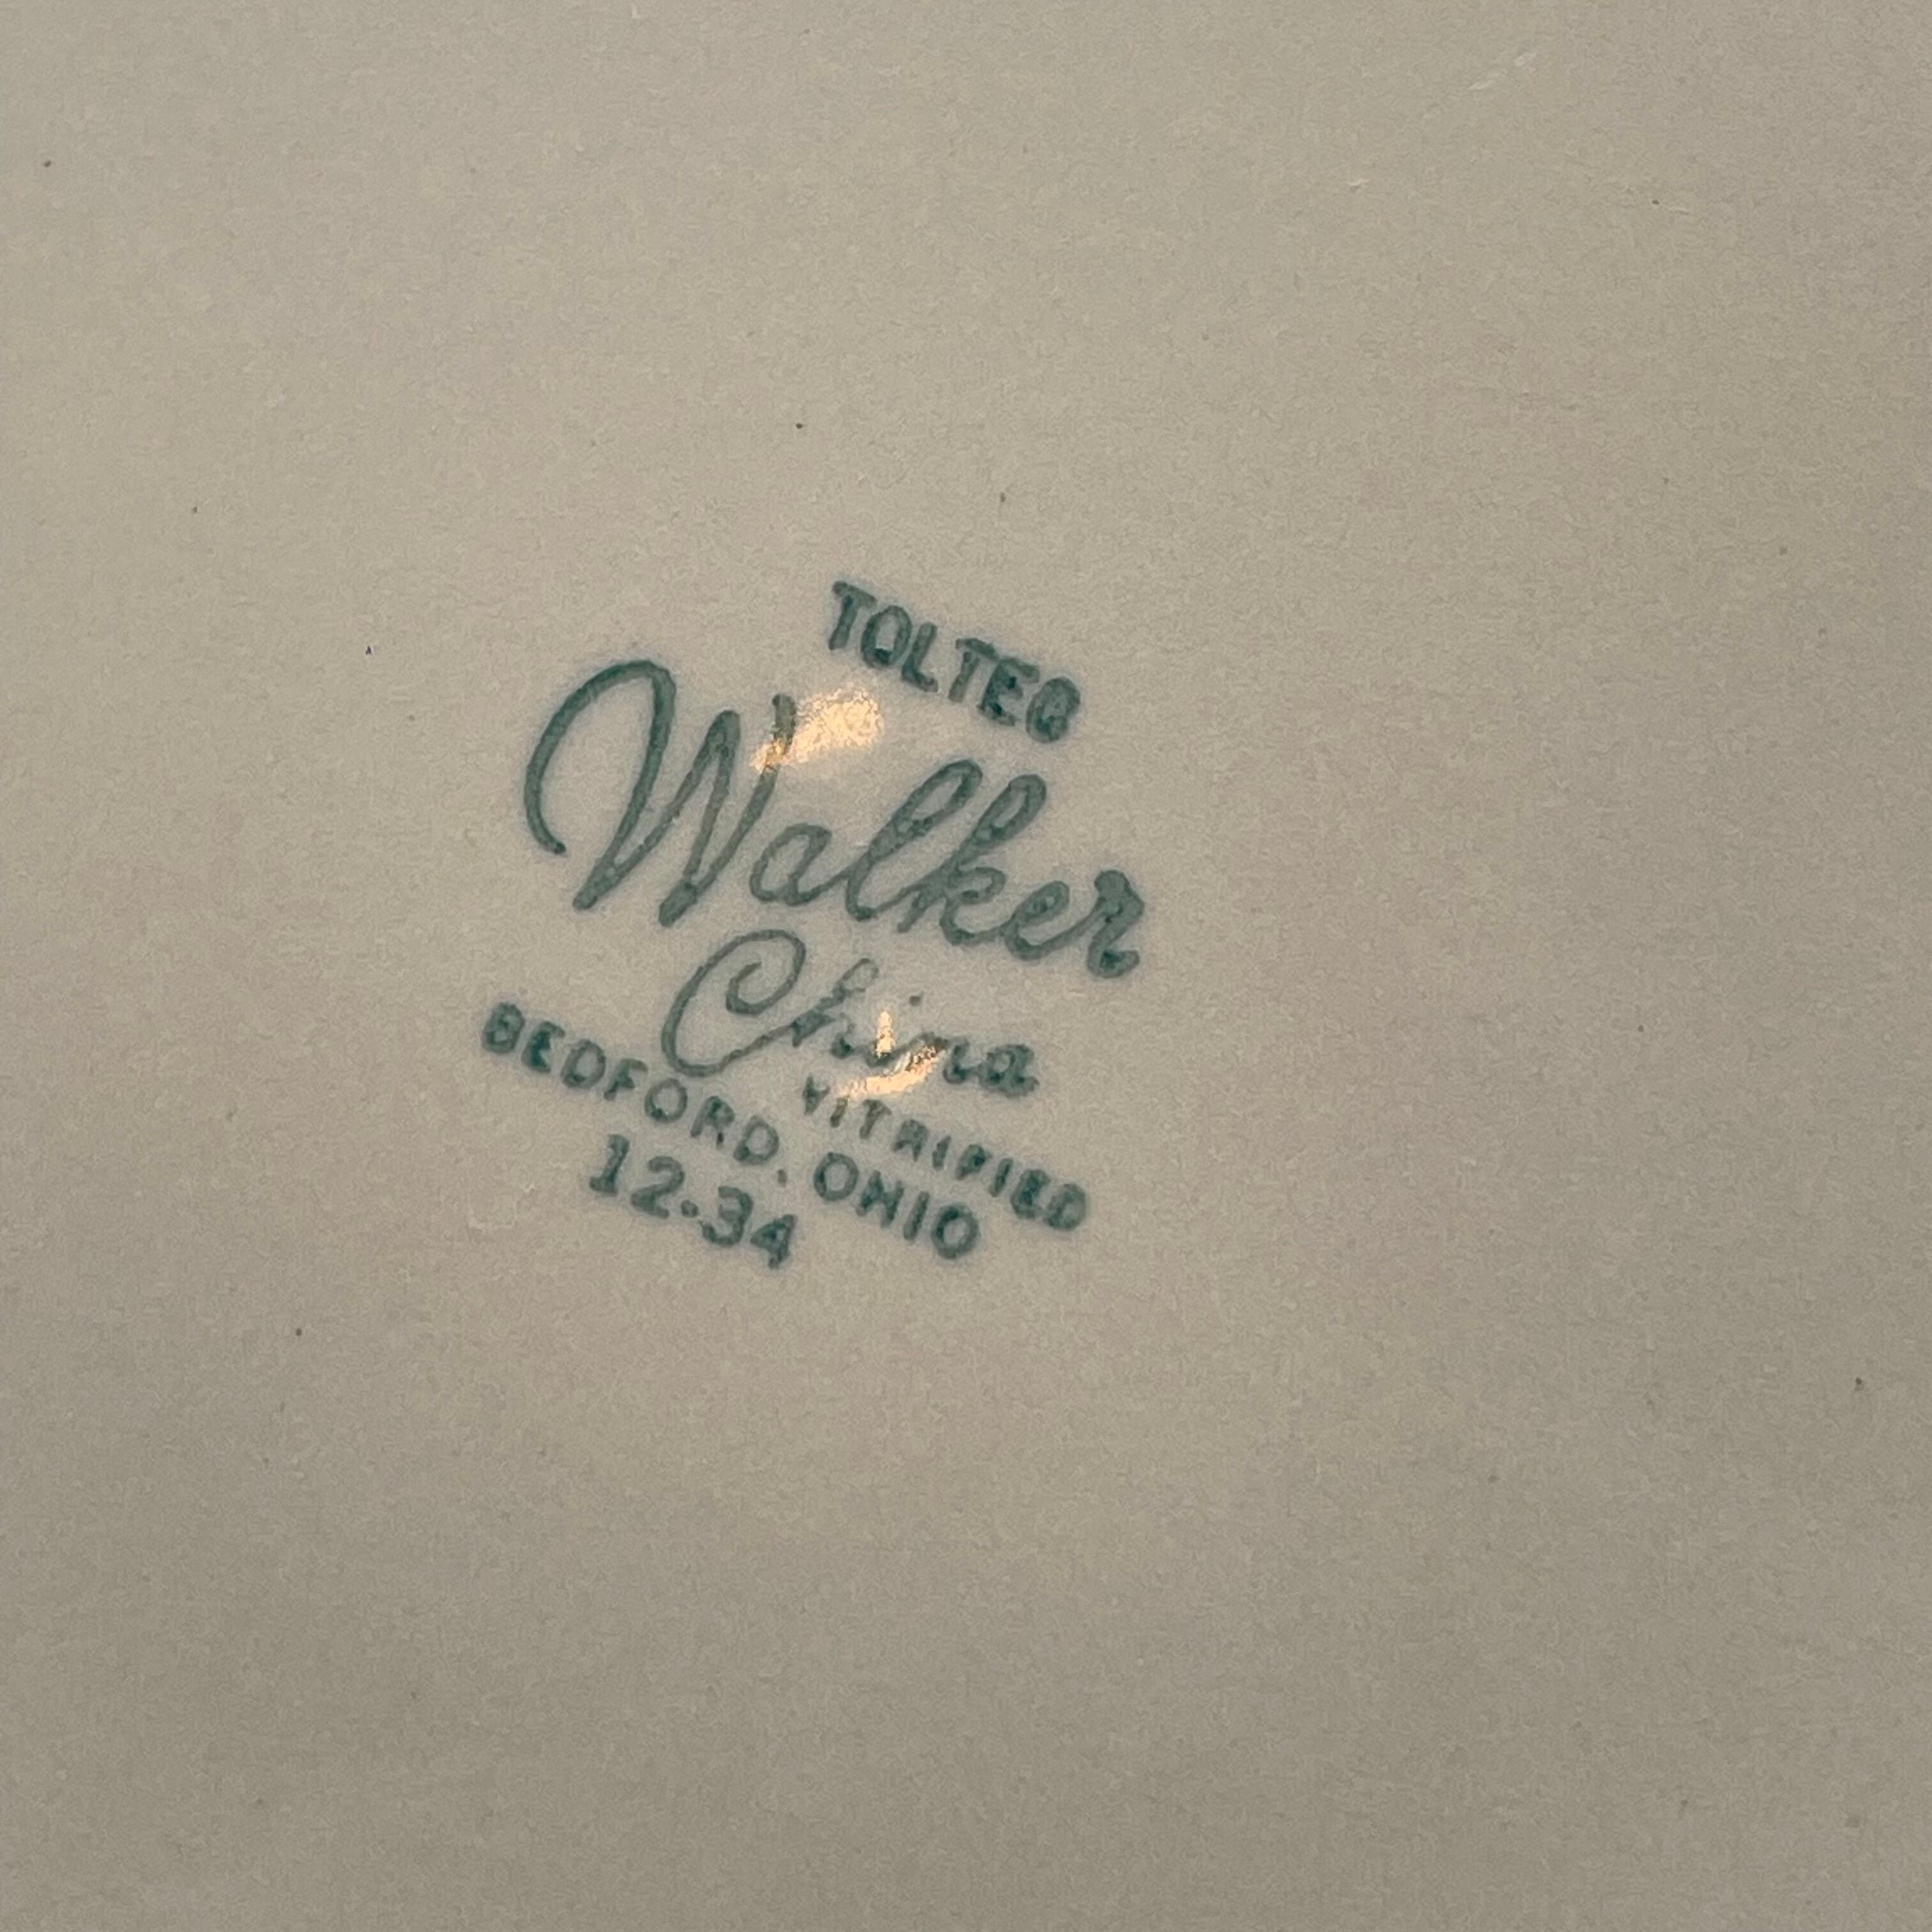 TOLTEC
Walker
China
VITRIFIED
BEDFORD, OHIO
12-34